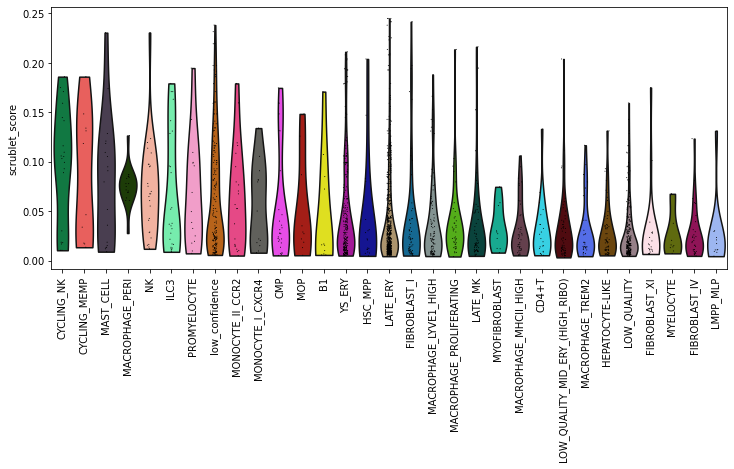 0.25
0.20
0.15
0.10
0.05
0.00
scrublet_score
CYCLING_NK
CYCLING_MEMP
MAST_CELL
MACROPHAGE_PERI
NK
ILC3
PROMYELOCYTE
low_confidence
MONOCYTE_II_CCR2
MONOCYTE_I_CXCR4
CMP
MOP
B1
YS_ERY
HSC_MPP
LATE_ERY
FIBROBLAST_I
MACROPHAGE_LYVE1_HIGH
MACROPHAGE_PROLIFERATING
LATE_MK
MYOFIBROBLAST
MACROPHAGE_MHCII_HIGH
CD4+T
LOW_QUALITY_MID_ERY_(HIGH_RIBO)
MACROPHAGE_TREM2
HEPATOCYTE-LIKE
LOW_QUALITY
FIBROBLAST_XI
MYELOCYTE
FIBROBLAST_IV
LMPP_MLP